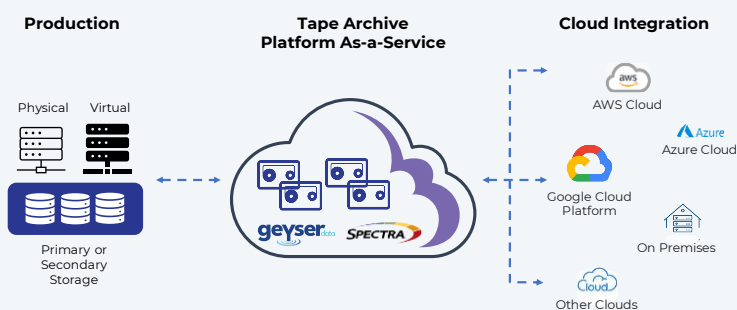 Production
Physical
Virtual
Primary or
Secondary
Storage
Tape Archive
Platform As-a-Service
geyser data
SPECTRA
Cloud Integration
aws
AWS Cloud
Azure
Azure Cloud
Google Cloud
Platform
On Premises
Cloud
Other Clouds